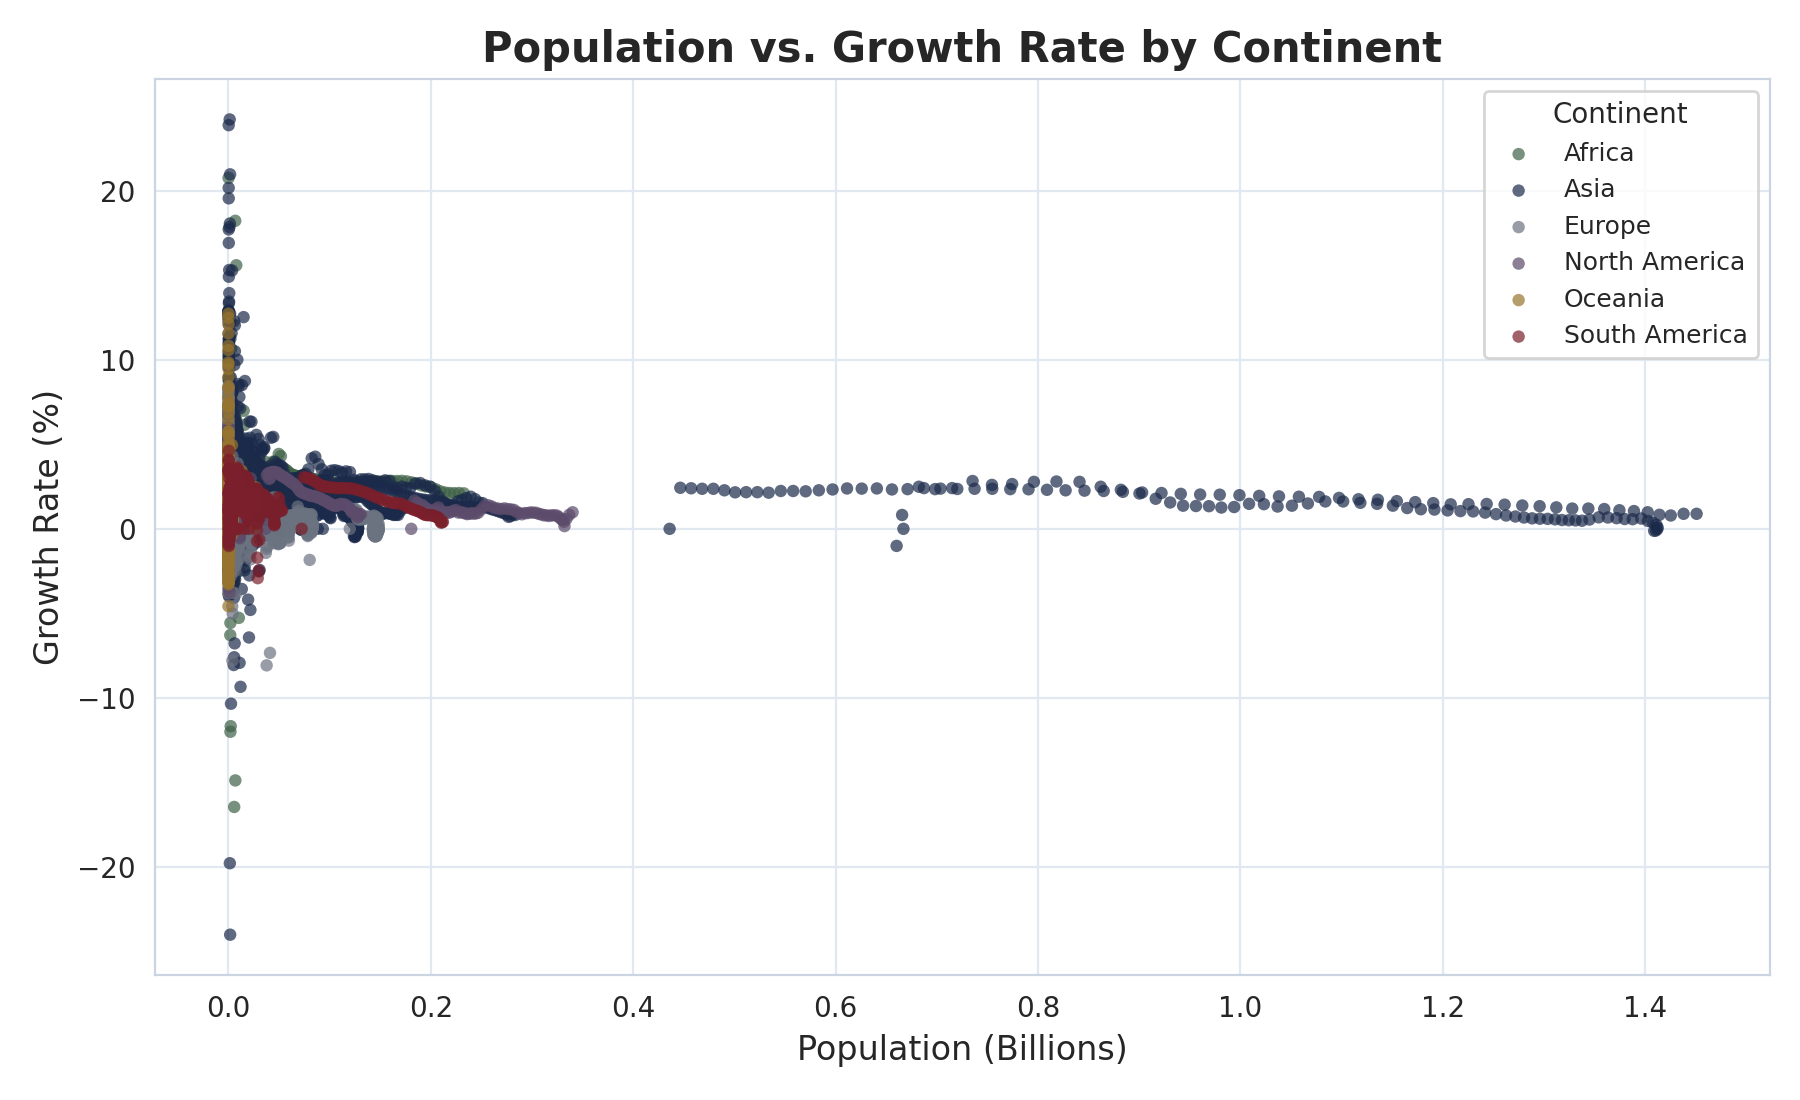 Population vs. Growth Rate by Continent
Continent
Africa
Asia
Europe
North America
Oceania
South America
Growth Rate (%)
20
10
0
−10
−20
0.0 0.2 0.4 0.6 0.8 1.0 1.2 1.4
Population (Billions)